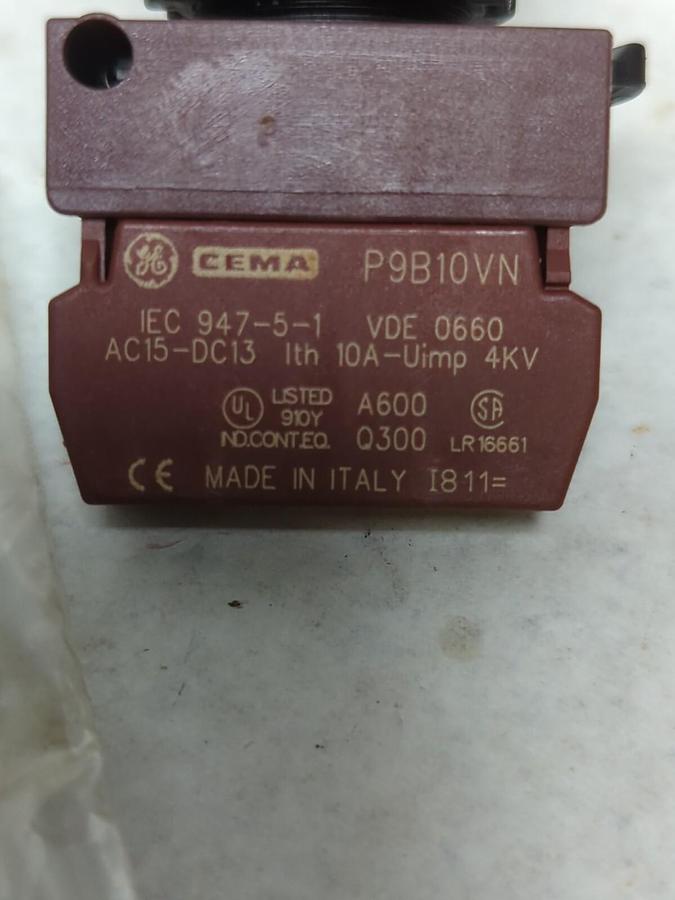 GE CEMA P9B10VN
IEC 947-5-1 VDE 0660
AC15-DC13 Ith 10A-Uimp 4KV
UL LISTED A600 SA
910Y
IND.CONT.EQ. Q300 LR16661
CE MADE IN ITALY I811=